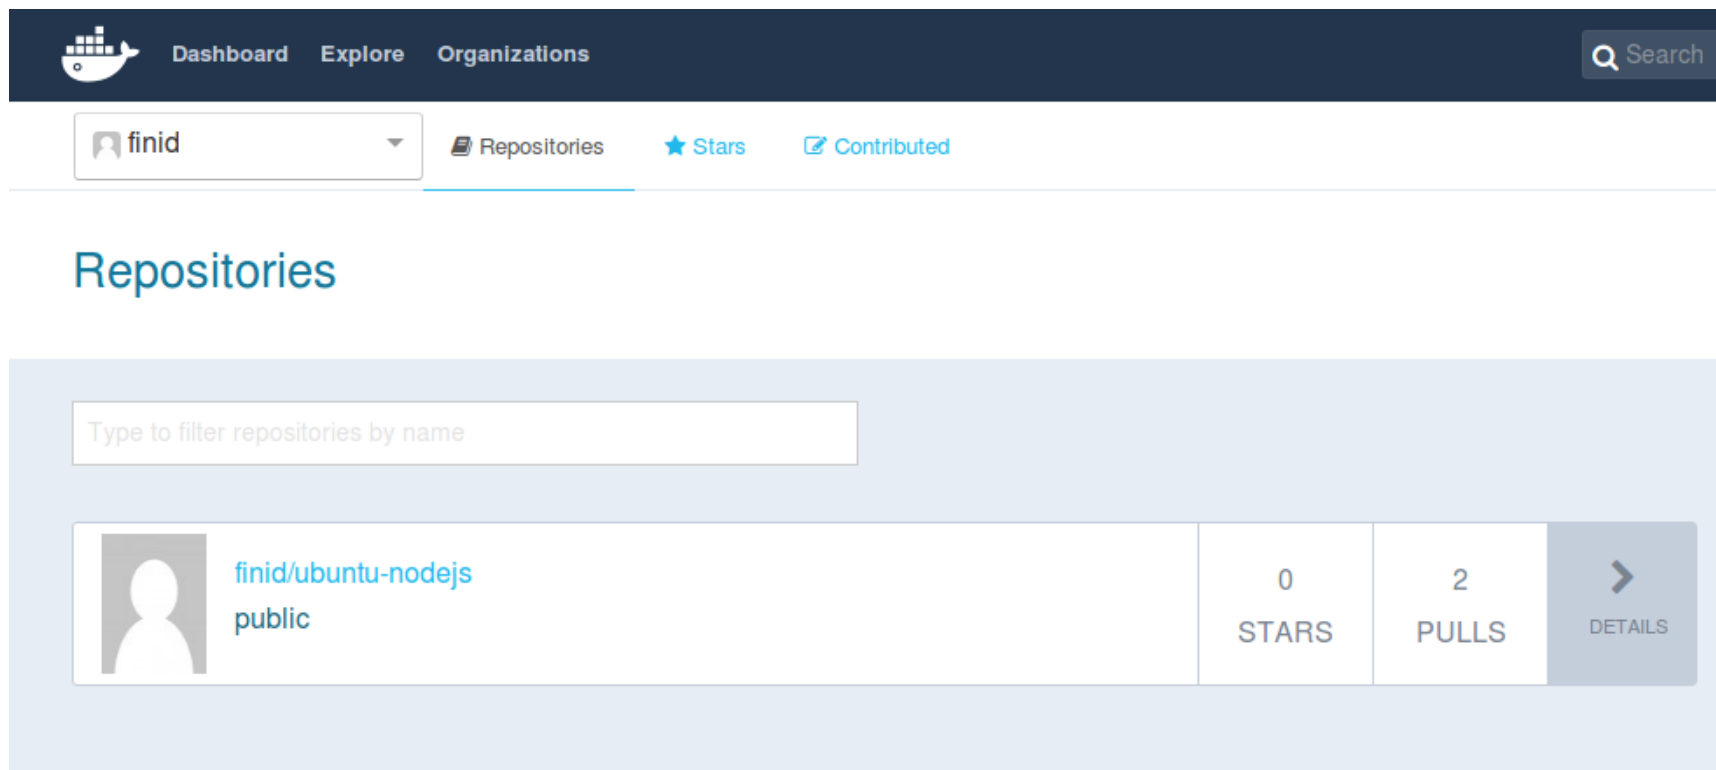 Dashboard Explore Organizations Search
finid Repositories Stars Contributed
Repositories
Type to filter repositories by name
finid/ubuntu-nodejs
public
0 STARS
2 PULLS
DETAILS